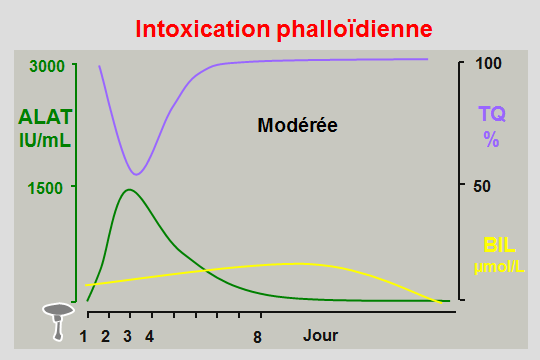 Intoxication phalloïdienne
3000
100
ALAT
IU/mL
TQ
%
Modérée
1500
50
BIL
µmol/L
1 2 3 4 8 Jour